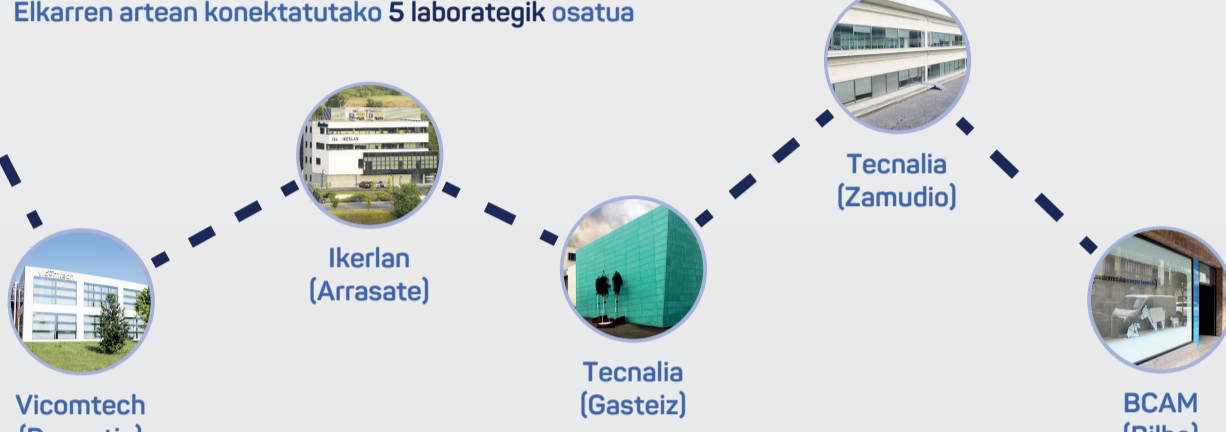 Elkarren artean konektatutako 5 laborategik osatua
Tecnalia
(Zamudio)
Ikerlan
(Arrasate)
Tecnalia
(Gasteiz)
Vicomtech
BCAM